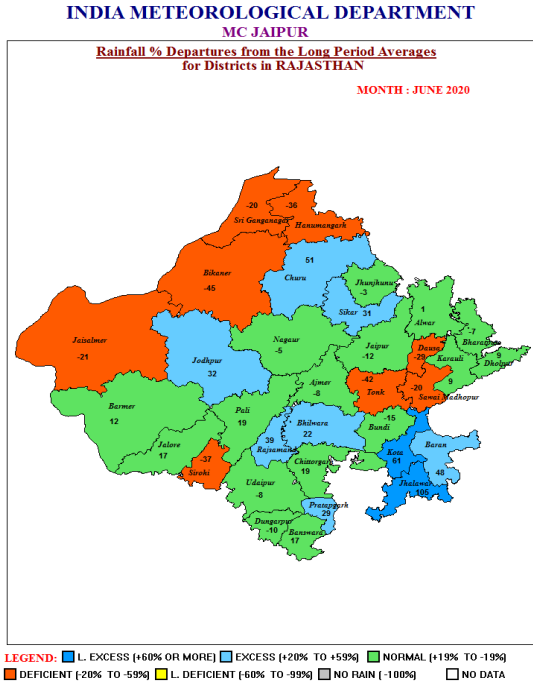 INDIA METEOROLOGICAL DEPARTMENT
MC JAIPUR
Rainfall % Departures from the Long Period Averages
for Districts in RAJASTHAN
MONTH : JUNE 2020
-20
Sri Ganganagar
-36
Hanumangarh
51
Churu
Bikaner
-45
Jhunjhunu
-3
Sikar 31
1
Alwar
-7
Bharatpur
Jaisalmer
-21
Jodhpur
32
Nagaur
-5
Jaipur
-12
Dausa
-29
Karauli
9
9
Dholpur
Ajmer
-8
-42
Tonk
-20
Sawai Madhopur
Barmer
12
Pali
19
Bhilwara
22
-15
Bundi
Jalore
17
39
Rajsamand
Kota
61
Baran
48
-37
Siroki
Chittorgarh
19
Jhalawar
105
Udaipur
-8
Pratapgarh
29
Dungarpur
-10
Banswara
17
LEGEND: L. EXCESS (+60% OR MORE) EXCESS (+20% TO +59%) NORMAL (+19% TO -19%)
DEFICIENT (-20% TO -59%) L. DEFICIENT (-60% TO -99%) NO RAIN (-100%) NO DATA